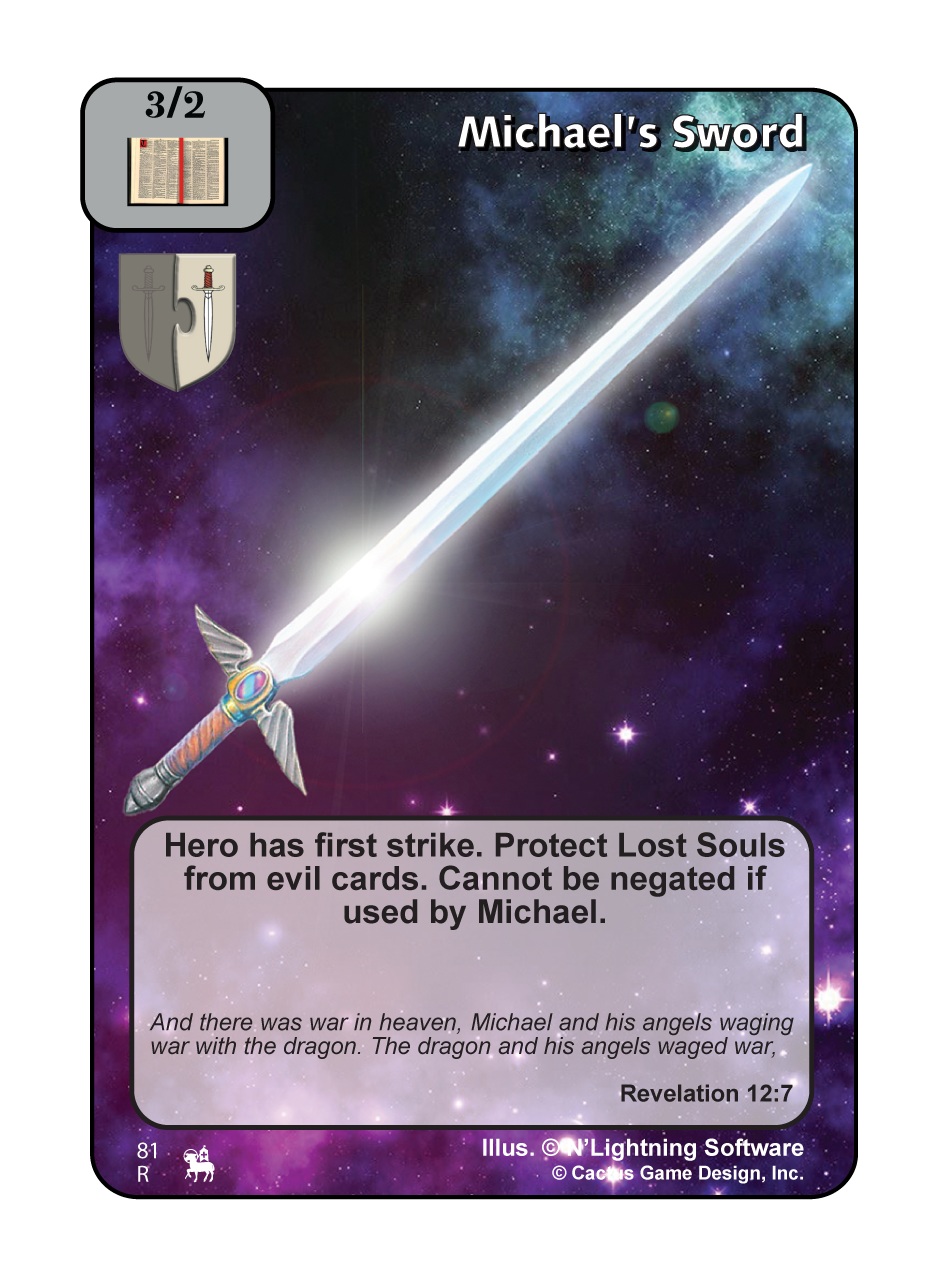 3/2
Michael's Sword
Hero has first strike. Protect Lost Souls
from evil cards. Cannot be negated if
used by Michael.
And there was war in heaven, Michael and his angels waging
war with the dragon. The dragon and his angels waged war,
Revelation 12:7
81
R
Illus. © N'Lightning Software
© Cactus Game Design, Inc.